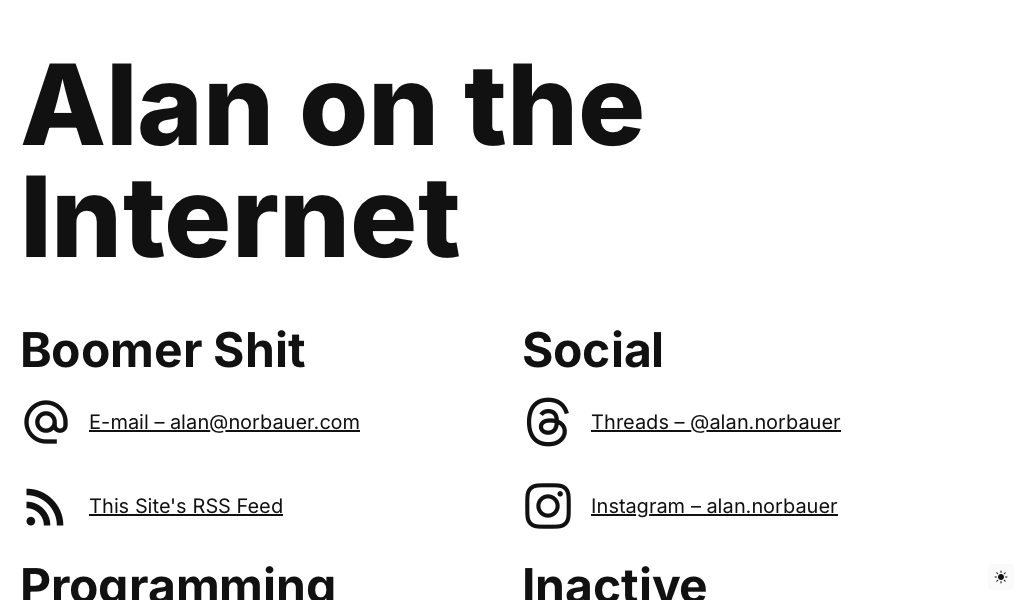 Alan on the
Internet
Boomer Shit
E-mail – alan@norbauer.com
This Site's RSS Feed
Social
Threads – @alan.norbauer
Instagram – alan.norbauer
Programming
Inactive